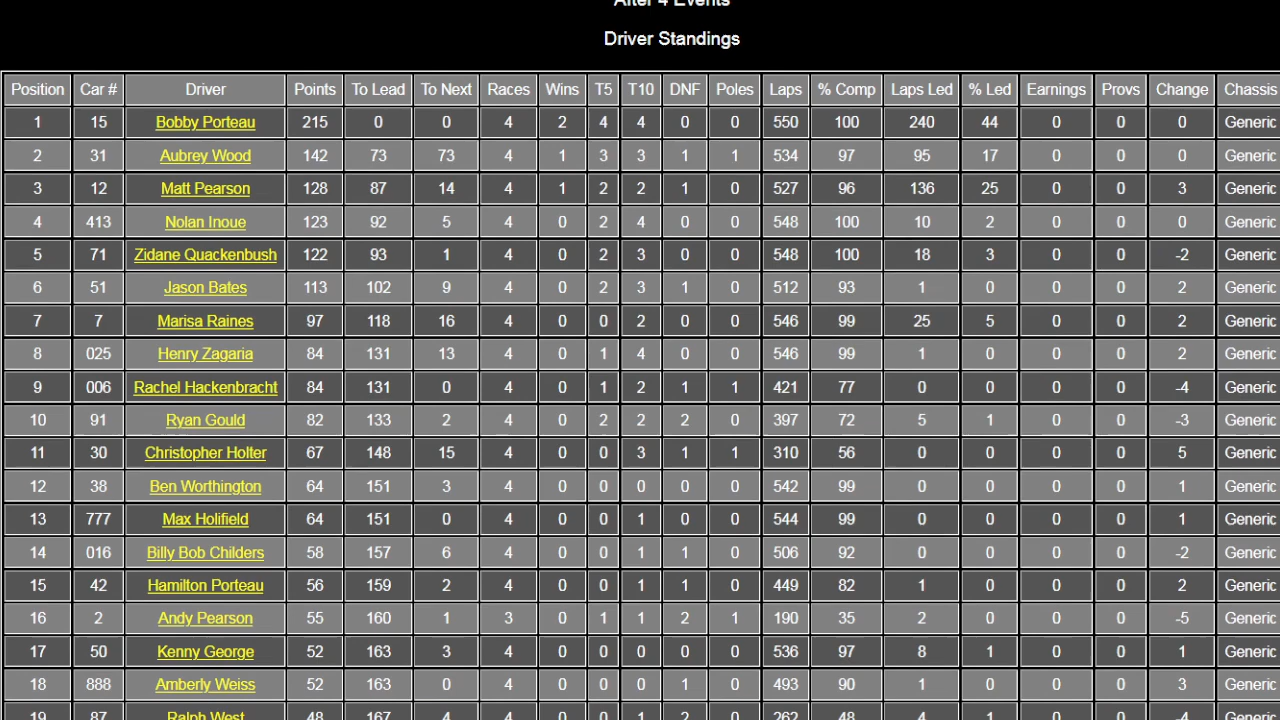 After 4 Events
Driver Standings
Position Car # Driver Points To Lead To Next Races Wins T5 T10 DNF Poles Laps % Comp Laps Led % Led Earnings Provs Change Chassis
1 15 Bobby Porteau 215 0 0 4 2 4 4 0 0 550 100 240 44 0 0 0 Generic
2 31 Aubrey Wood 142 73 73 4 1 3 3 1 1 534 97 95 17 0 0 0 Generic
3 12 Matt Pearson 128 87 14 4 1 2 2 1 0 527 96 136 25 0 0 3 Generic
4 413 Nolan Inoue 123 92 5 4 0 2 4 0 0 548 100 10 2 0 0 0 Generic
5 71 Zidane Quackenbush 122 93 1 4 0 2 3 0 0 548 100 18 3 0 0 -2 Generic
6 51 Jason Bates 113 102 9 4 0 2 3 1 0 512 93 1 0 0 0 2 Generic
7 7 Marisa Raines 97 118 16 4 0 0 2 0 0 546 99 25 5 0 0 2 Generic
8 025 Henry Zagaria 84 131 13 4 0 1 4 0 0 546 99 1 0 0 0 2 Generic
9 006 Rachel Hackenbracht 84 131 0 4 0 1 2 1 1 421 77 0 0 0 0 -4 Generic
10 91 Ryan Gould 82 133 2 4 0 2 2 2 0 397 72 5 1 0 0 -3 Generic
11 30 Christopher Holter 67 148 15 4 0 0 3 1 1 310 56 0 0 0 0 5 Generic
12 38 Ben Worthington 64 151 3 4 0 0 0 0 0 542 99 0 0 0 0 1 Generic
13 777 Max Holifield 64 151 0 4 0 0 1 0 0 544 99 0 0 0 0 1 Generic
14 016 Billy Bob Childers 58 157 6 4 0 0 1 1 0 506 92 0 0 0 0 -2 Generic
15 42 Hamilton Porteau 56 159 2 4 0 0 1 1 0 449 82 1 0 0 0 2 Generic
16 2 Andy Pearson 55 160 1 3 0 1 1 2 1 190 35 2 0 0 0 -5 Generic
17 50 Kenny George 52 163 3 4 0 0 0 0 0 536 97 8 1 0 0 1 Generic
18 888 Amberly Weiss 52 163 0 4 0 0 0 1 0 493 90 1 0 0 0 3 Generic
19 87 Ralph West 48 167 4 4 0 0 1 2 0 262 48 4 1 0 0 -4 Generic